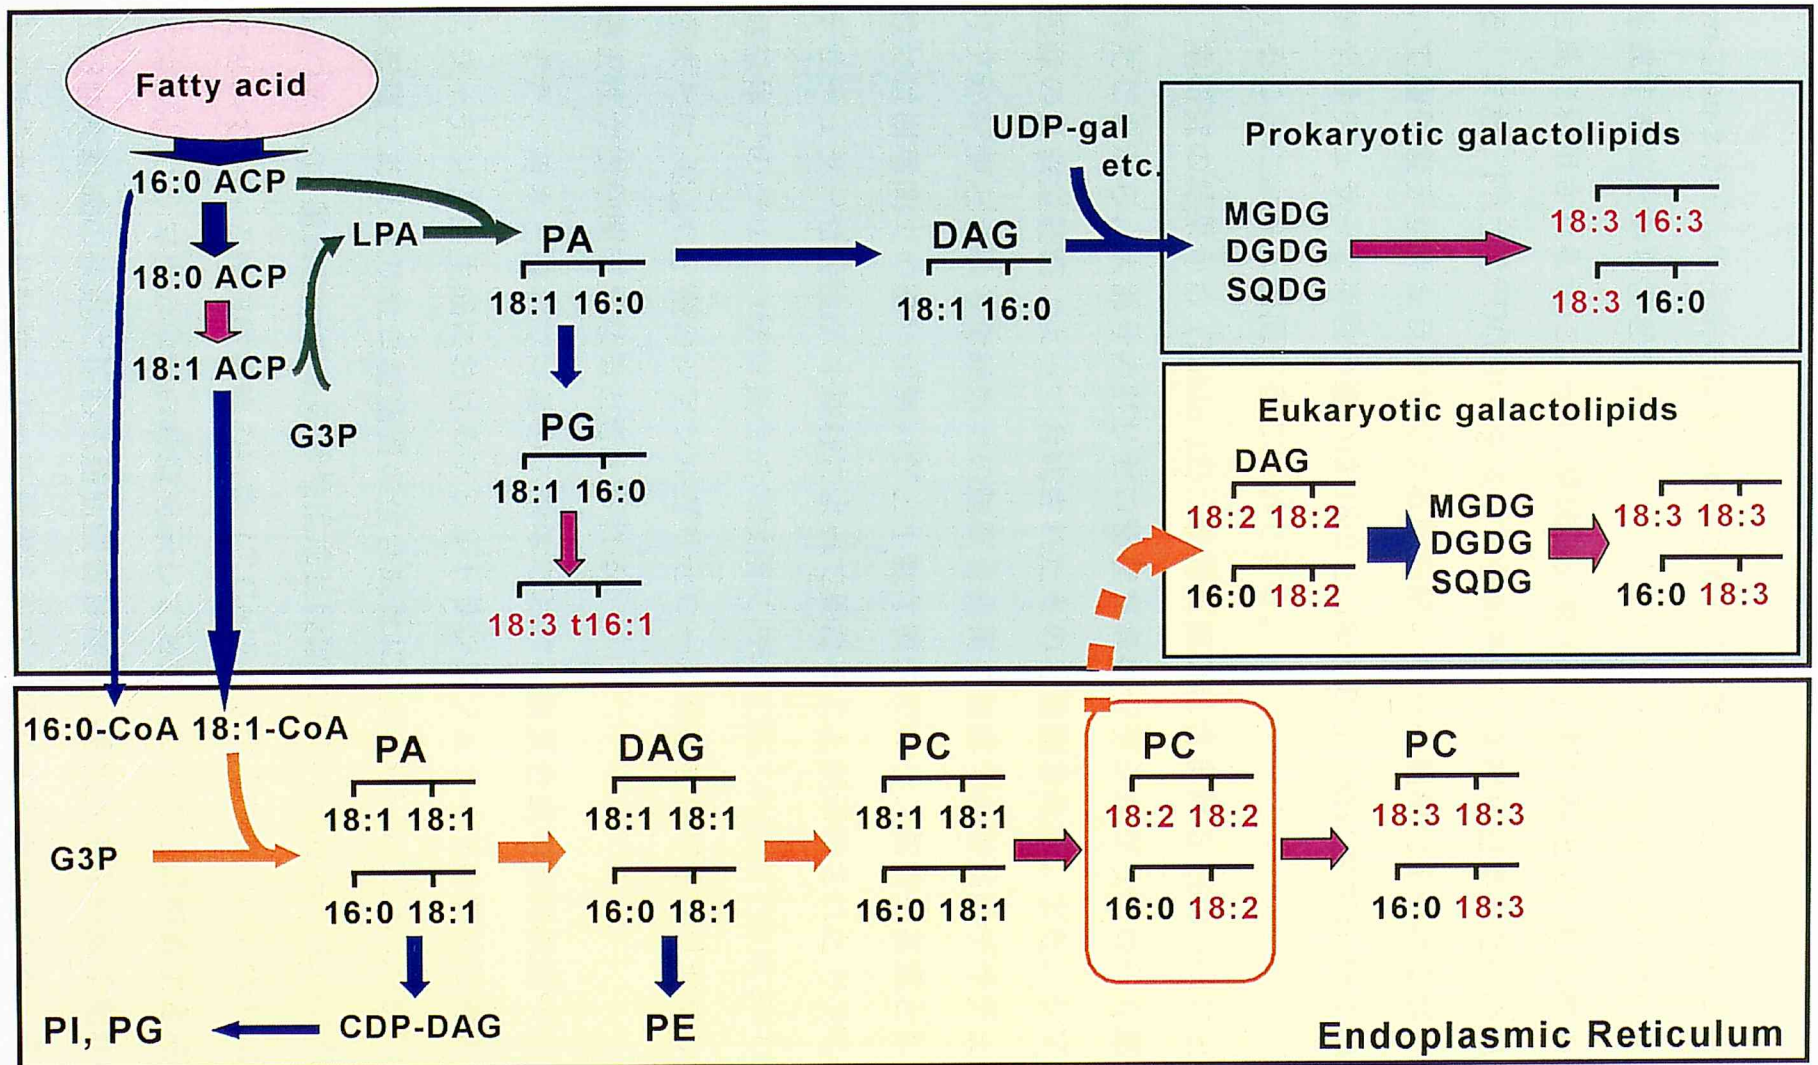 Fatty acid
16:0 ACP
18:0 ACP
18:1 ACP
G3P
LPA
PA
18:1 16:0
PG
18:1 16:0
18:3 t16:1
DAG
18:1 16:0
UDP-gal
etc.
Prokaryotic galactolipids
MGDG
DGDG
SQDG
18:3 16:3
18:3 16:0
Eukaryotic galactolipids
DAG
18:2 18:2
16:0 18:2
MGDG
DGDG
SQDG
18:3 18:3
16:0 18:3
16:0-CoA 18:1-CoA
G3P
PA
18:1 18:1
16:0 18:1
DAG
18:1 18:1
16:0 18:1
PC
18:1 18:1
16:0 18:1
PC
18:2 18:2
16:0 18:2
PC
18:3 18:3
16:0 18:3
PI, PG
CDP-DAG
PE
Endoplasmic Reticulum